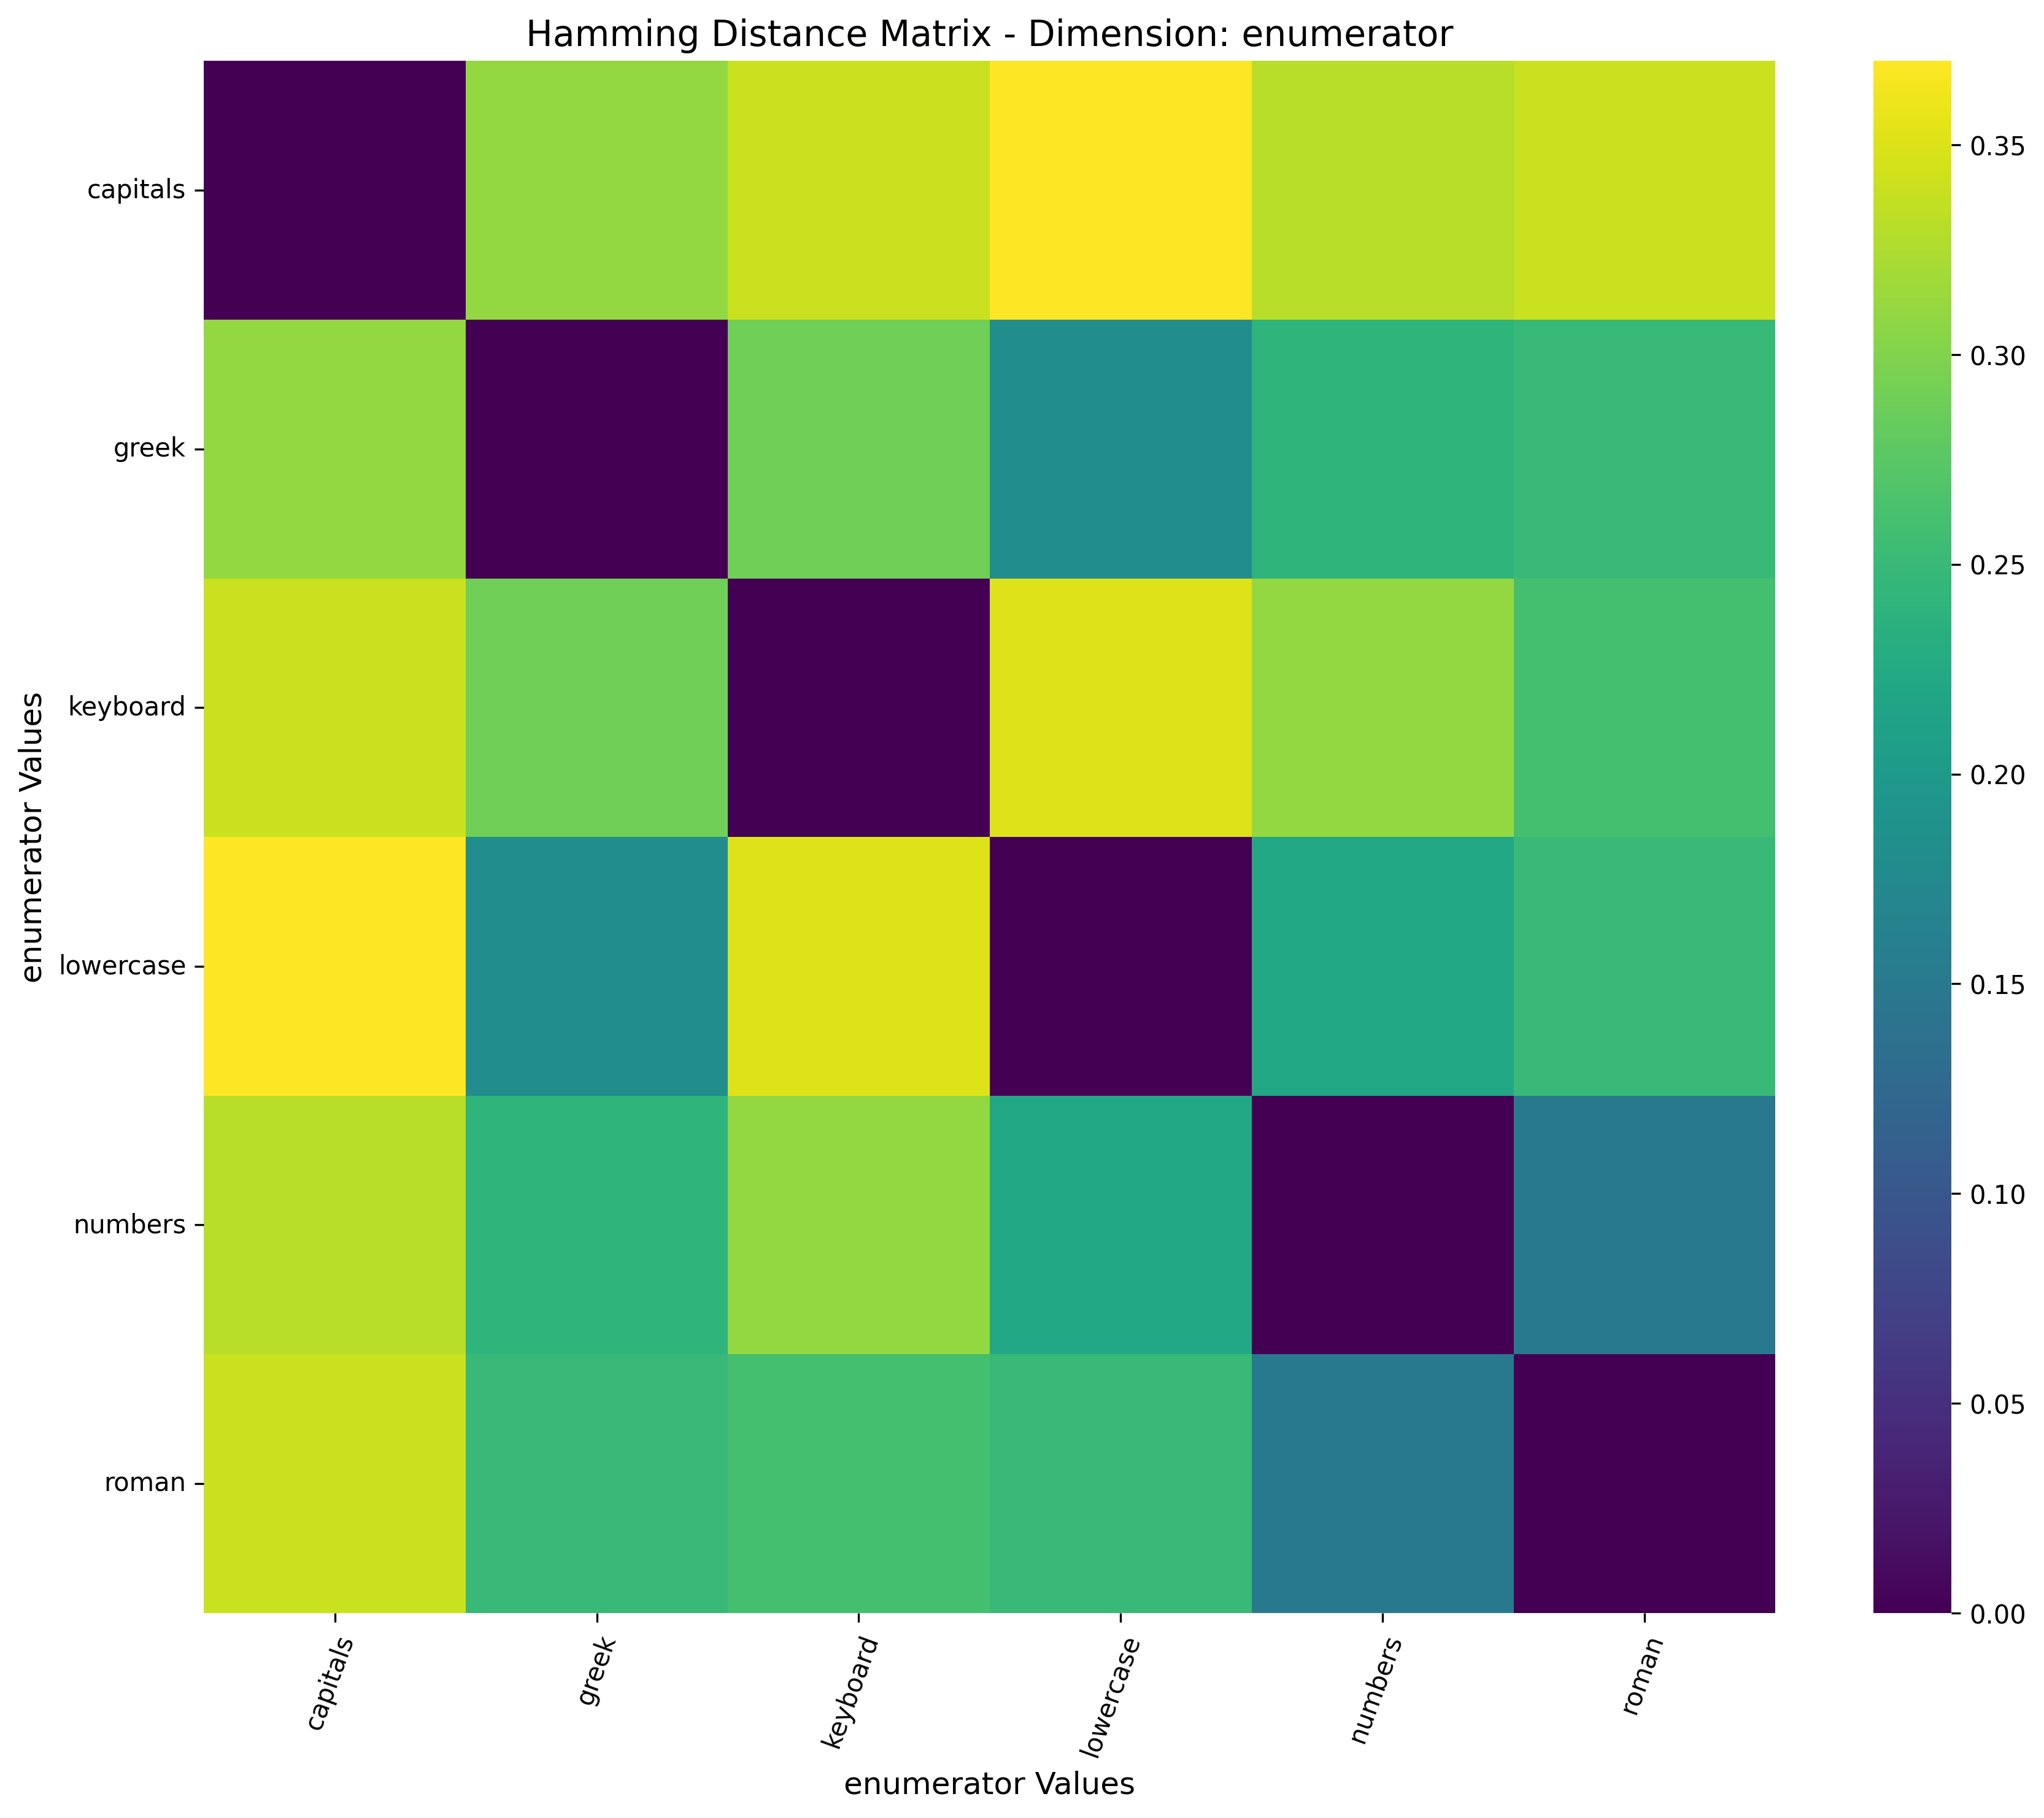 Hamming Distance Matrix - Dimension: enumerator
enumerator Values
capitals
greek
keyboard
lowercase
numbers
roman
capitals
greek
keyboard
lowercase
numbers
roman
enumerator Values
0.35
0.30
0.25
0.20
0.15
0.10
0.05
0.00